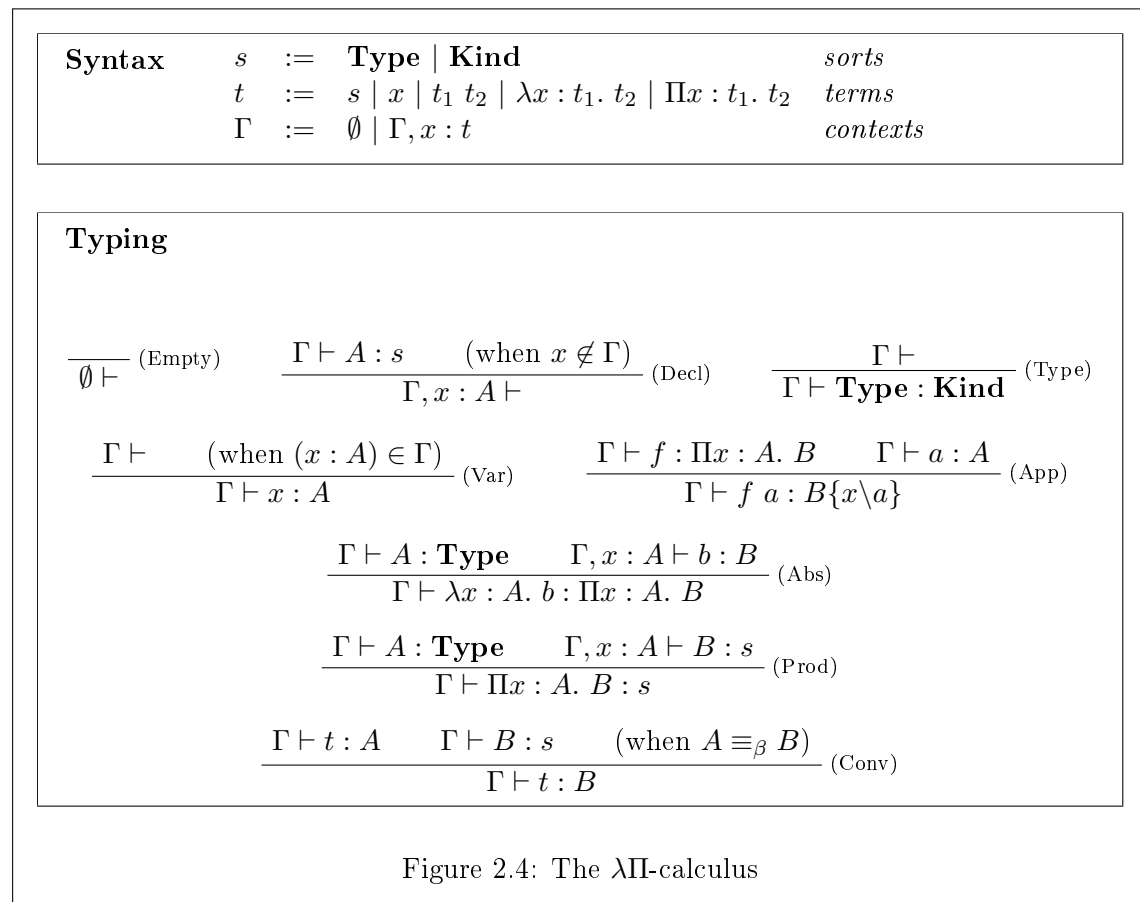 Syntax s := Type | Kind sorts
t := s | x | t₁ t₂ | λx : t₁. t₂ | Πx : t₁. t₂ terms
Γ := ∅ | Γ, x : t contexts
Typing
∅ ⊢ (Empty)
Γ ⊢ A : s (when x ∉ Γ)
Γ, x : A ⊢ (Decl)
Γ ⊢
Γ ⊢ Type : Kind (Type)
Γ ⊢ (when (x : A) ∈ Γ)
Γ ⊢ x : A (Var)
Γ ⊢ f : Πx : A. B Γ ⊢ a : A
Γ ⊢ f a : B{x\a} (App)
Γ ⊢ A : Type Γ, x : A ⊢ b : B
Γ ⊢ λx : A. b : Πx : A. B (Abs)
Γ ⊢ A : Type Γ, x : A ⊢ B : s
Γ ⊢ Πx : A. B : s (Prod)
Γ ⊢ t : A Γ ⊢ B : s (when A ≡β B)
Γ ⊢ t : B (Conv)
Figure 2.4: The λΠ-calculus